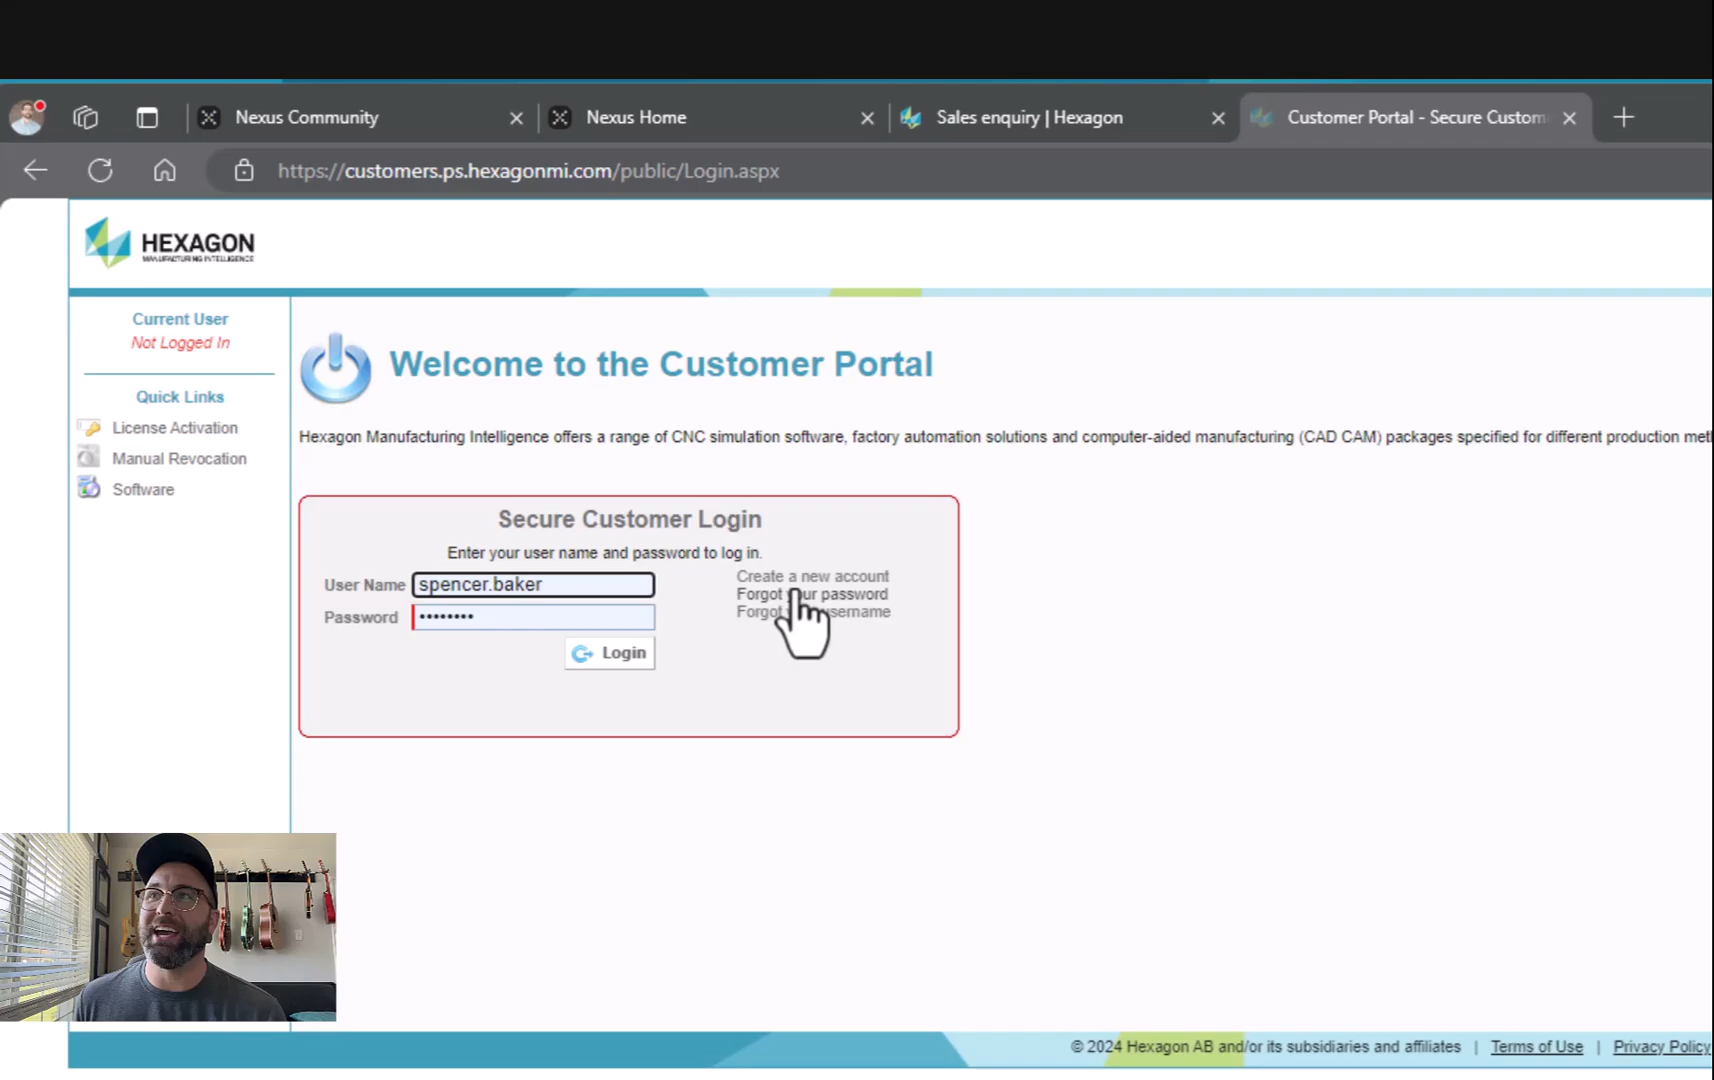 Nexus Community
Nexus Home
Sales enquiry | Hexagon
Customer Portal - Secure Custom
https://customers.ps.hexagonmi.com/public/Login.aspx
HEXAGON
MANUFACTURING INTELLIGENCE
Current User
Not Logged In
Quick Links
License Activation
Manual Revocation
Software
Welcome to the Customer Portal
Hexagon Manufacturing Intelligence offers a range of CNC simulation software, factory automation solutions and computer-aided manufacturing (CAD CAM) packages specified for different production
Secure Customer Login
Enter your user name and password to log in.
User Name spencer.baker
Password ••••••••
Login
Create a new account
Forgot your password
Forgot username
© 2024 Hexagon AB and/or its subsidiaries and affiliates | Terms of Use | Privacy Policy